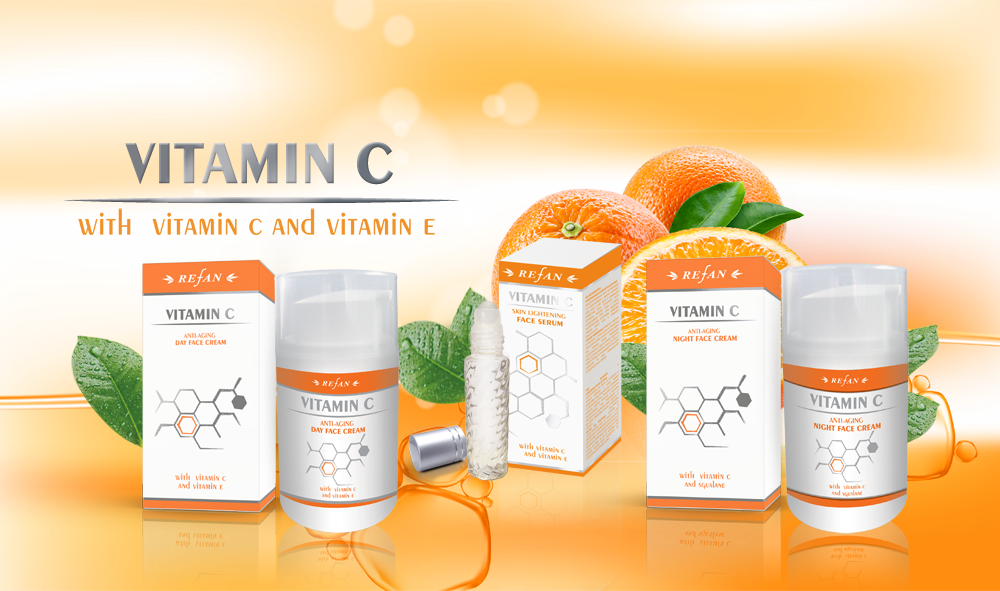 VITAMIN C
with vitamin C and vitamin E
REFAN
VITAMIN C
ANTI-AGING
DAY FACE CREAM
with vitamin C
and vitamin E
REFAN
VITAMIN C
ANTI-AGING
DAY FACE CREAM
with vitamin C
and vitamin E
REFAN
VITAMIN C
SKIN LIGHTENING
FACE SERUM
with vitamin C
and vitamin E
REFAN
VITAMIN C
ANTI-AGING
NIGHT FACE CREAM
with vitamin C
and squalane
REFAN
VITAMIN C
ANTI-AGING
NIGHT FACE CREAM
with vitamin C
and squalane